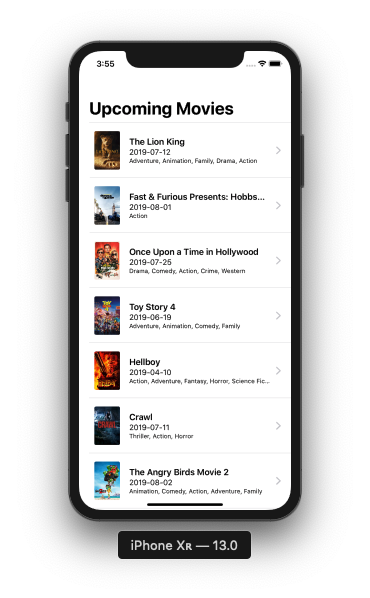 3:55
Upcoming Movies
The Lion King
2019-07-12
Adventure, Animation, Family, Drama, Action
Fast & Furious Presents: Hobbs...
2019-08-01
Action
Once Upon a Time in Hollywood
2019-07-25
Drama, Comedy, Action, Crime, Western
Toy Story 4
2019-06-19
Adventure, Animation, Comedy, Family
Hellboy
2019-04-10
Action, Adventure, Fantasy, Horror, Science Fic...
CRAWL
Crawl
2019-07-11
Thriller, Action, Horror
The Angry Birds Movie 2
2019-08-02
Animation, Comedy, Action, Adventure, Family
iPhone Xʀ — 13.0